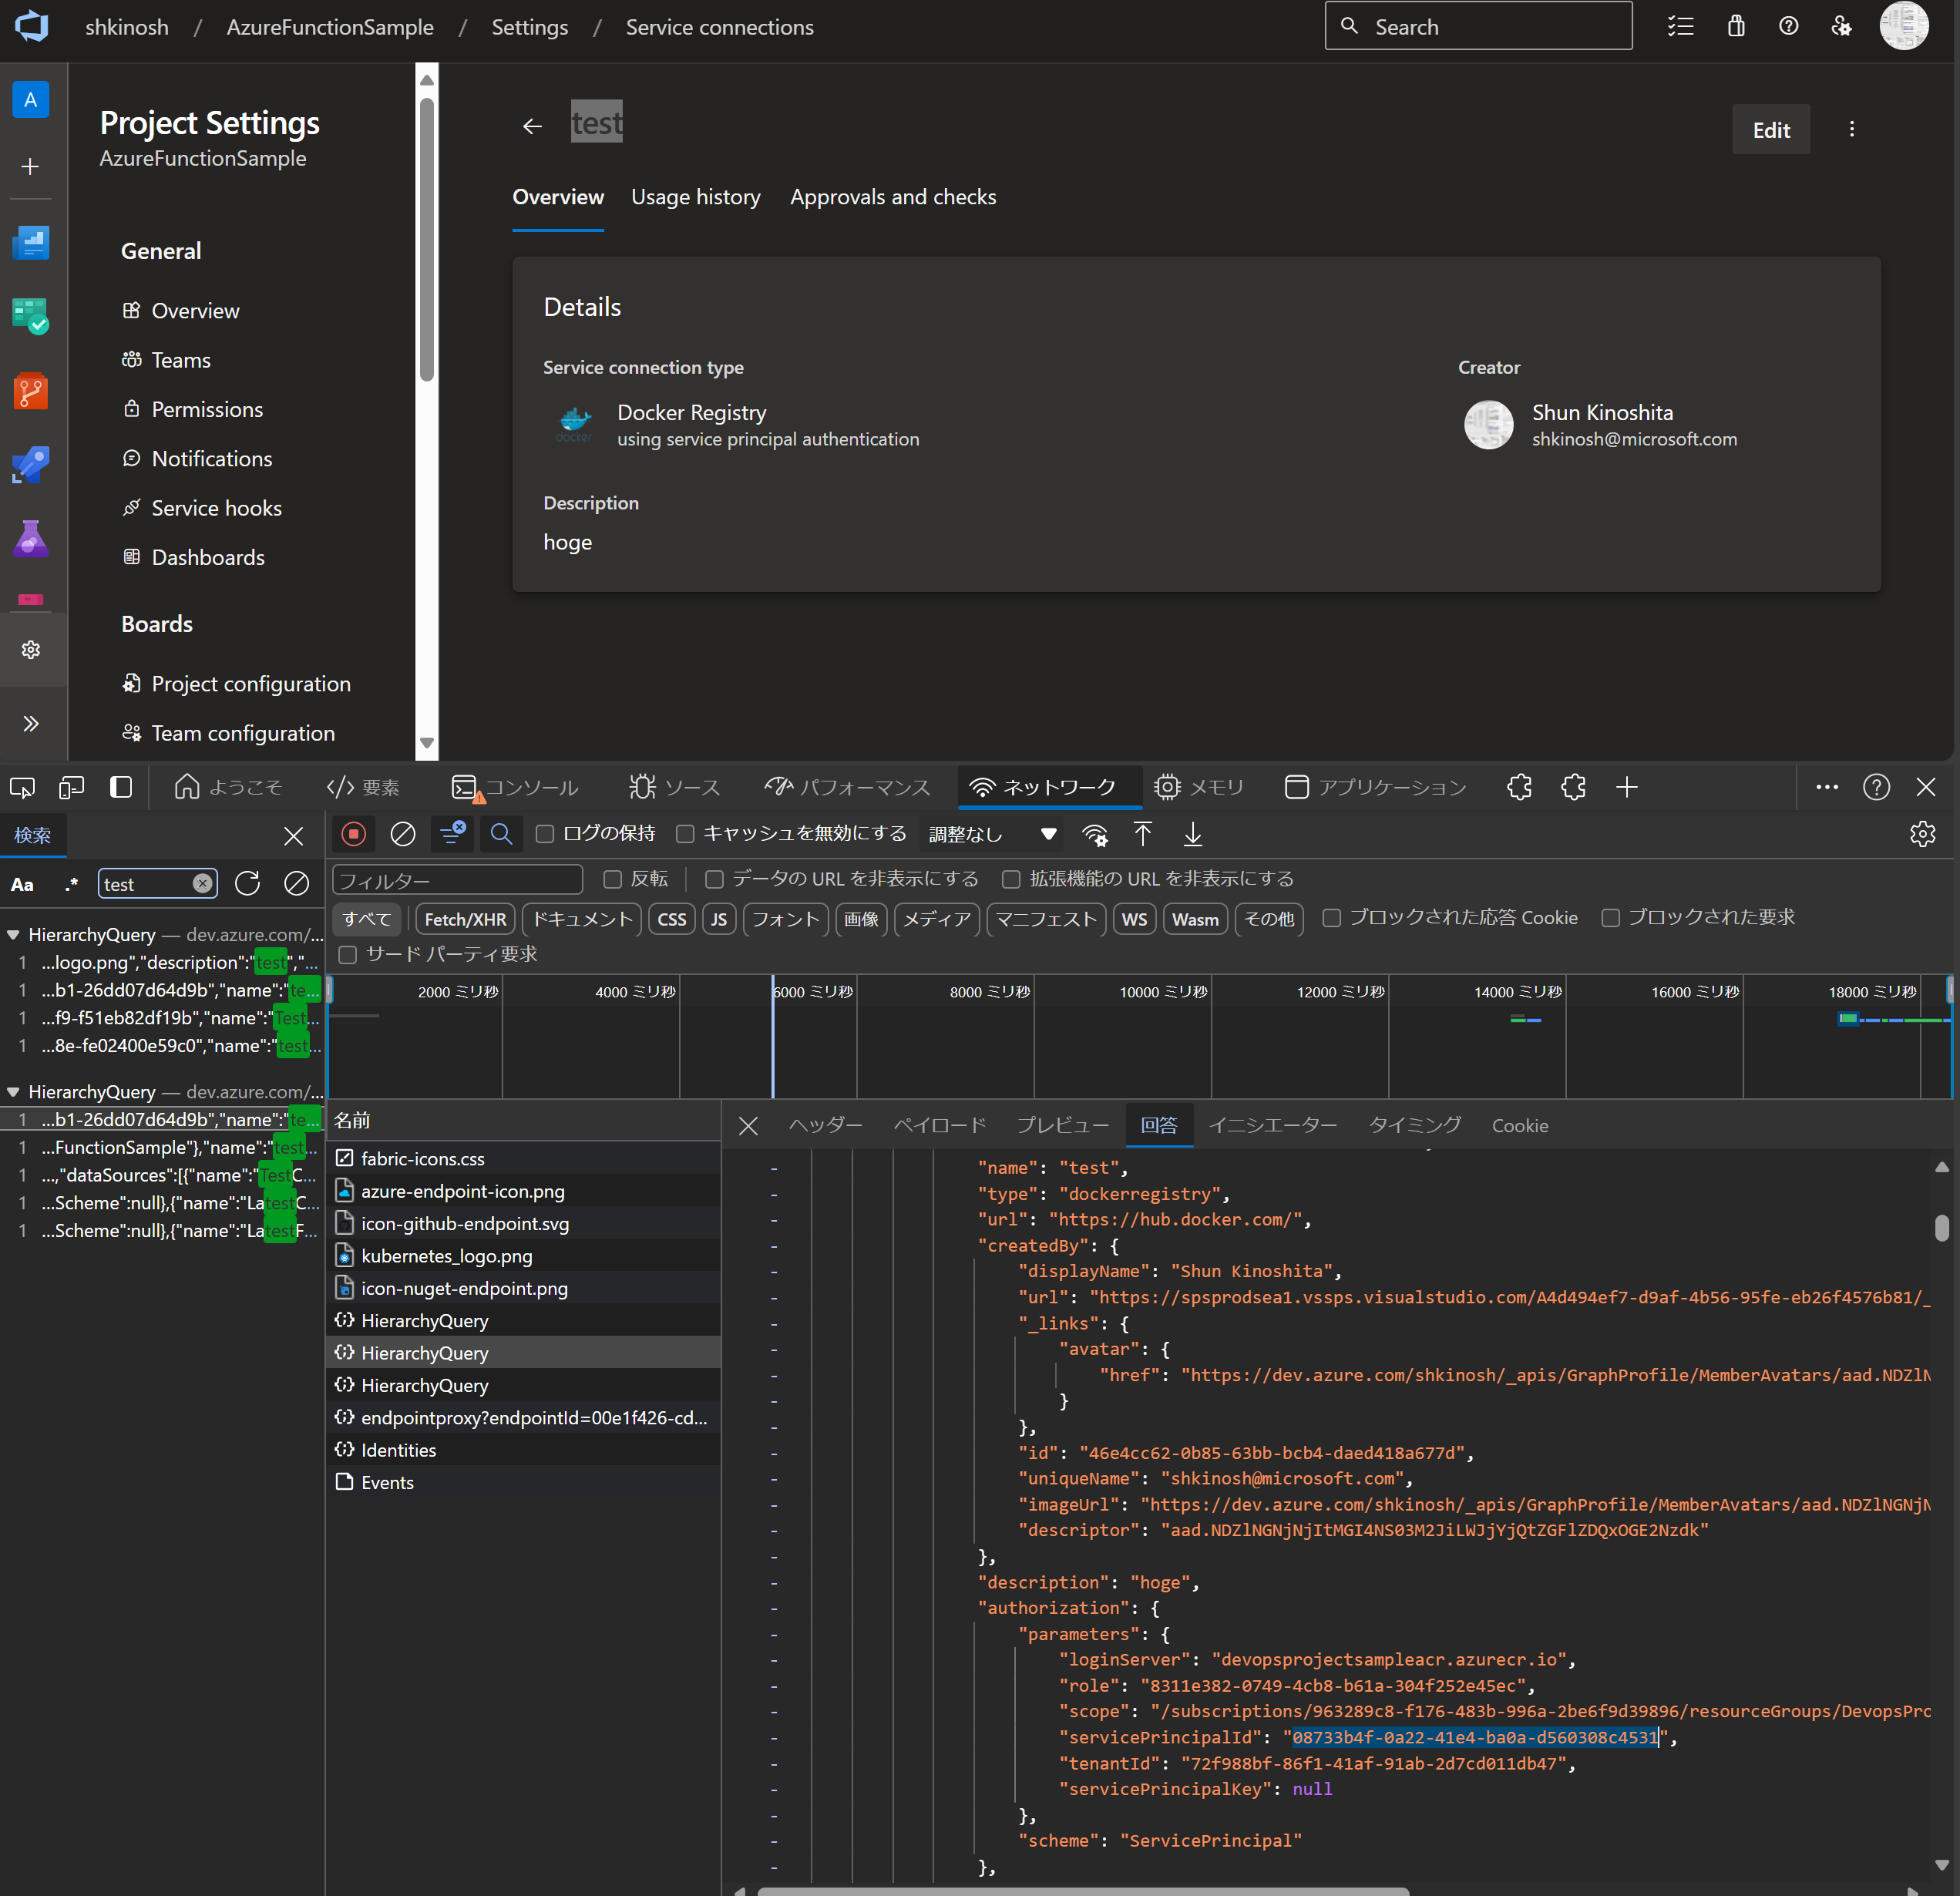 shkinosh / AzureFunctionSample / Settings / Service connections
Search
A
Project Settings
AzureFunctionSample
General
Overview
Teams
Permissions
Notifications
Service hooks
Dashboards
Boards
Project configuration
Team configuration
test
Edit
Overview
Usage history
Approvals and checks
Details
Service connection type
Docker Registry
using service principal authentication
docker
Creator
Shun Kinoshita
shkinosh@microsoft.com
Description
hoge
ようこそ
要素
コンソール
ソース
パフォーマンス
ネットワーク
メモリ
アプリケーション
検索
Aa
.*
test
ログの保持
キャッシュを無効にする
調整なし
フィルター
反転
データの URL を非表示にする
拡張機能の URL を非表示にする
すべて
Fetch/XHR
ドキュメント
CSS
JS
フォント
画像
メディア
マニフェスト
WS
Wasm
その他
ブロックされた応答 Cookie
ブロックされた要求
サード パーティ要求
HierarchyQuery — dev.azure.com/...
1 ...logo.png","description":"test","...
1 ...b1-26dd07d64d9b","name":"te...
1 ...f9-f51eb82df19b","name":"Test...
1 ...8e-fe02400e59c0","name":"test...
HierarchyQuery — dev.azure.com/...
1 ...b1-26dd07d64d9b","name":"te...
1 ...FunctionSample"},"name":"test...
1 ...,"dataSources":[{"name":"TestC...
1 ...Scheme":null},{"name":"LatestC...
1 ...Scheme":null},{"name":"LatestF...
2000 ミリ秒
4000 ミリ秒
6000 ミリ秒
8000 ミリ秒
10000 ミリ秒
12000 ミリ秒
14000 ミリ秒
16000 ミリ秒
18000 ミリ秒
名前
fabric-icons.css
azure-endpoint-icon.png
icon-github-endpoint.svg
kubernetes_logo.png
icon-nuget-endpoint.png
HierarchyQuery
HierarchyQuery
HierarchyQuery
endpointproxy?endpointId=00e1f426-cd...
Identities
Events
ヘッダー
ペイロード
プレビュー
回答
イニシエーター
タイミング
Cookie
"name": "test",
"type": "dockerregistry",
"url": "https://hub.docker.com/",
"createdBy": {
"displayName": "Shun Kinoshita",
"url": "https://spsprodsea1.vssps.visualstudio.com/A4d494ef7-d9af-4b56-95fe-eb26f4576b81/_
"_links": {
"avatar": {
"href": "https://dev.azure.com/shkinosh/_apis/GraphProfile/MemberAvatars/aad.NDZlN
}
},
"id": "46e4cc62-0b85-63bb-bcb4-daed418a677d",
"uniqueName": "shkinosh@microsoft.com",
"imageUrl": "https://dev.azure.com/shkinosh/_apis/GraphProfile/MemberAvatars/aad.NDZlNGNjN
"descriptor": "aad.NDZlNGNjNjItMGI4NS03M2JiLWJjYjQtZGFlZDQxOGE2Nzdk"
},
"description": "hoge",
"authorization": {
"parameters": {
"loginServer": "devopsprojectsampleacr.azurecr.io",
"role": "8311e382-0749-4cb8-b61a-304f252e45ec",
"scope": "/subscriptions/963289c8-f176-483b-996a-2be6f9d39896/resourceGroups/DevopsPro
"servicePrincipalId": "08733b4f-0a22-41e4-ba0a-d560308c4531",
"tenantId": "72f988bf-86f1-41af-91ab-2d7cd011db47",
"servicePrincipalKey": null
},
"scheme": "ServicePrincipal"
},